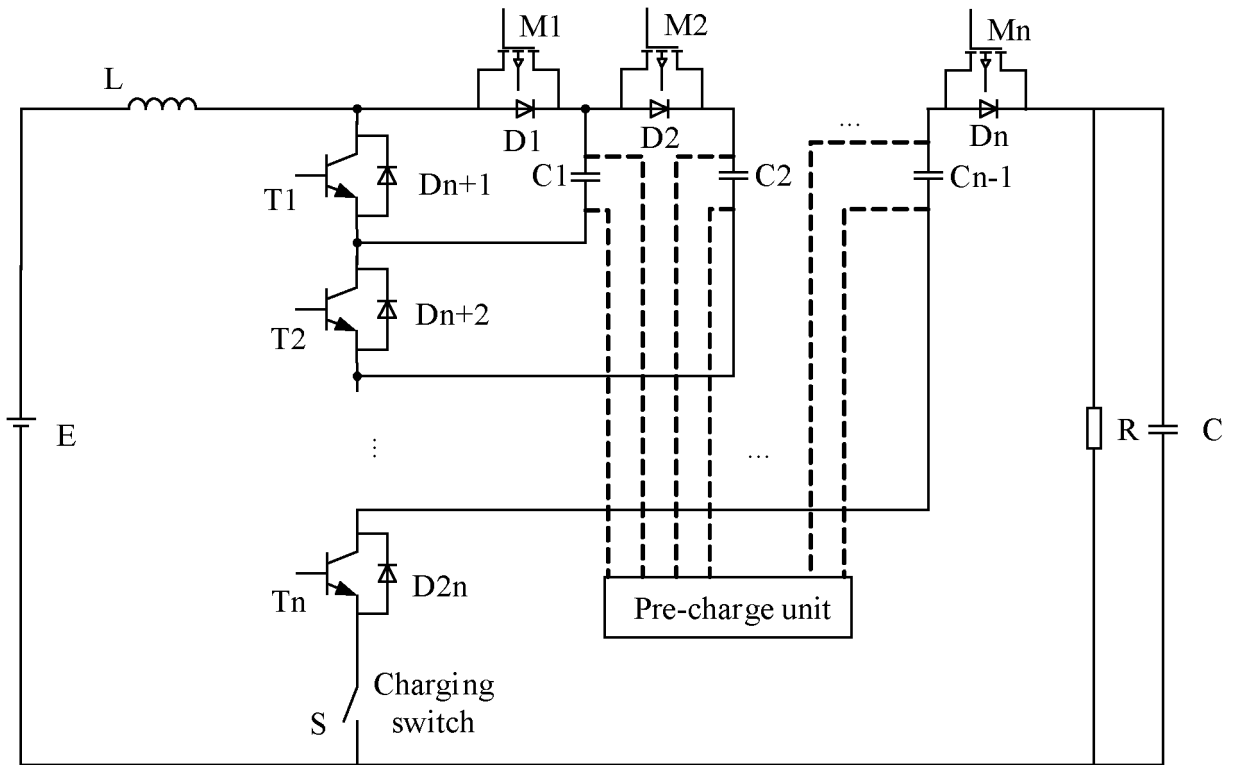 M1
M2
Mn
L
D1
D2
...
Dn
T1
Dn+1
C1
C2
Cn-1
T2
Dn+2
E
...
...
R
C
Tn
D2n
Pre-charge unit
S
Charging
switch